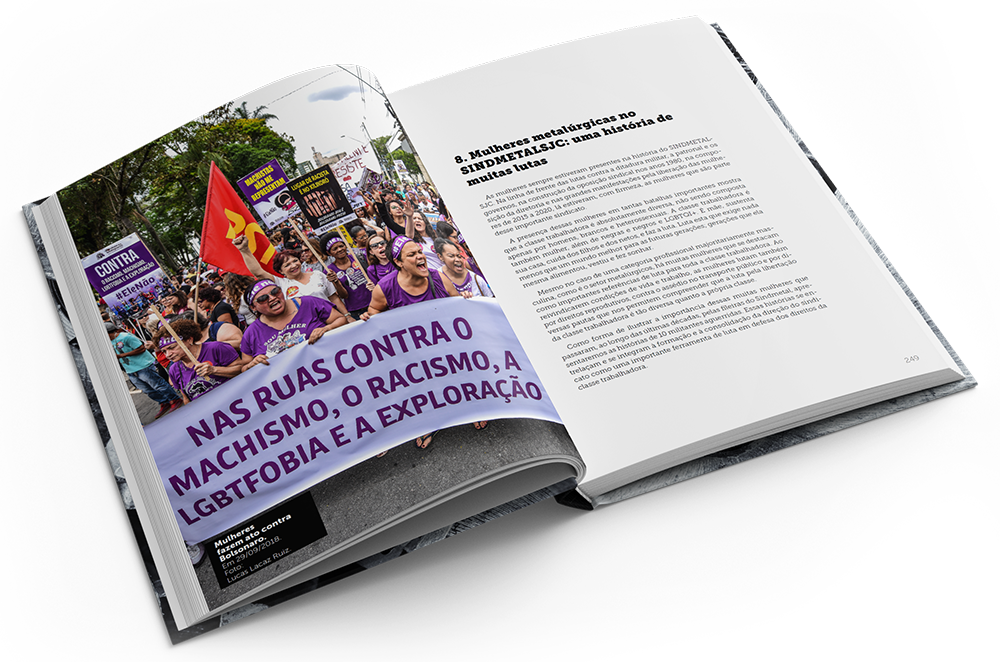 MACHISTAS
NÃO ME
REPRESENTAM
LUGAR DE RACISTA
É NO
CONTRA
O RACISMO, MACHISMO,
LGBTFOBIA E A EXPLORAÇÃO
#EleNão
NAS RUAS CONTRA O
MACHISMO, O RACISMO, A
LGBTFOBIA E A EXPLORAÇÃO
Mulheres
fazem ato contra
Bolsonaro.
Em 29/09/2018.
Foto:
Lucas Lacaz Ruiz.
8. Mulheres metalúrgicas no
SINDMETALSJC: uma história de
muitas lutas
As mulheres sempre estiveram presentes na história do SINDMETAL-
SJC. Na linha de frente das lutas contra a ditadura militar, a patronal e os
governos, na construção da oposição sindical nos anos 1980, na compo-
sição da diretoria e nas grandes manifestações pela liberação das mulhe-
res de 2015 a 2020, lá estiveram, com firmeza, as mulheres que são parte
desse importante sindicato.
A presença dessas mulheres em tantas batalhas importantes mostra
que a classe trabalhadora é absolutamente diversa, não sendo composta
apenas por homens, brancos e heterossexuais. A classe trabalhadora é
também mulher, além de negras e negros e LGBTQI+. E ela, sustenta
sua casa, cuida dos filhos e dos netos, e faz a luta. Luta esta que exige nada
menos que um mundo melhor para as futuras gerações, gerações que ela
mesma alimentou, vestiu e fez sonhar.
Mesmo no caso de uma categoria profissional majoritariamente mas-
culina, como é o setor metalúrgico, há muitas mulheres que se destacam
como importantes referências de luta para toda a classe trabalhadora. Ao
reivindicarem condições de vida e trabalho, as mulheres lutam também
por direitos reprodutivos, contra o assédio no transporte público e por di-
versas pautas que nos permitem compreender que a luta pela libertação
da classe trabalhadora é tão diversa quanto a própria classe.
Como forma de ilustrar a importância dessas muitas mulheres que
passaram, ao longo das últimas décadas, pelas fileiras do Sindmetal, apre-
sentaremos as histórias de 10 militantes aguerridas. Essas histórias se en-
trelaçam e se integram à formação e à consolidação da direção do sindi-
cato como uma importante ferramenta de luta em defesa dos direitos da
classe trabalhadora.
249